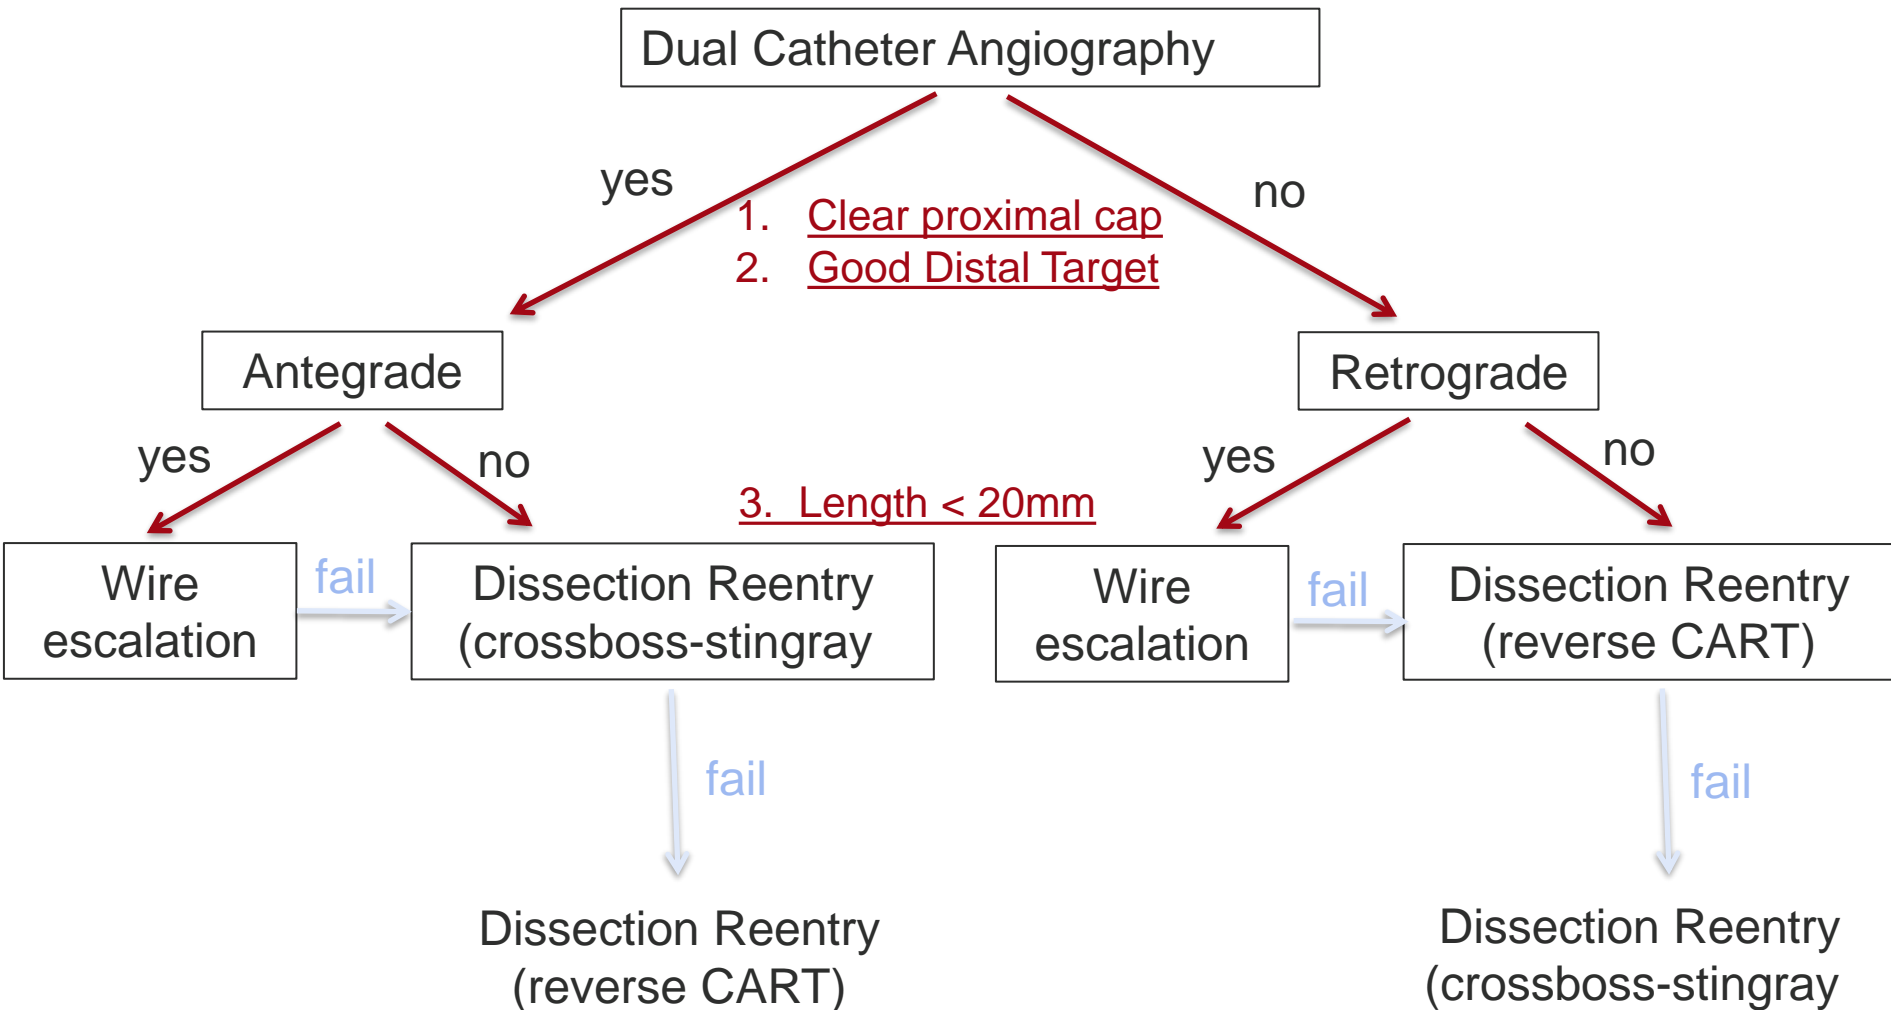 Dual Catheter Angiography
yes
no
1. Clear proximal cap
2. Good Distal Target
Antegrade
Retrograde
yes
no
yes
no
3. Length < 20mm
Wire
escalation
fail
Dissection Reentry
(crossboss-stingray
Wire
escalation
fail
Dissection Reentry
(reverse CART)
fail
fail
Dissection Reentry
(reverse CART)
Dissection Reentry
(crossboss-stingray